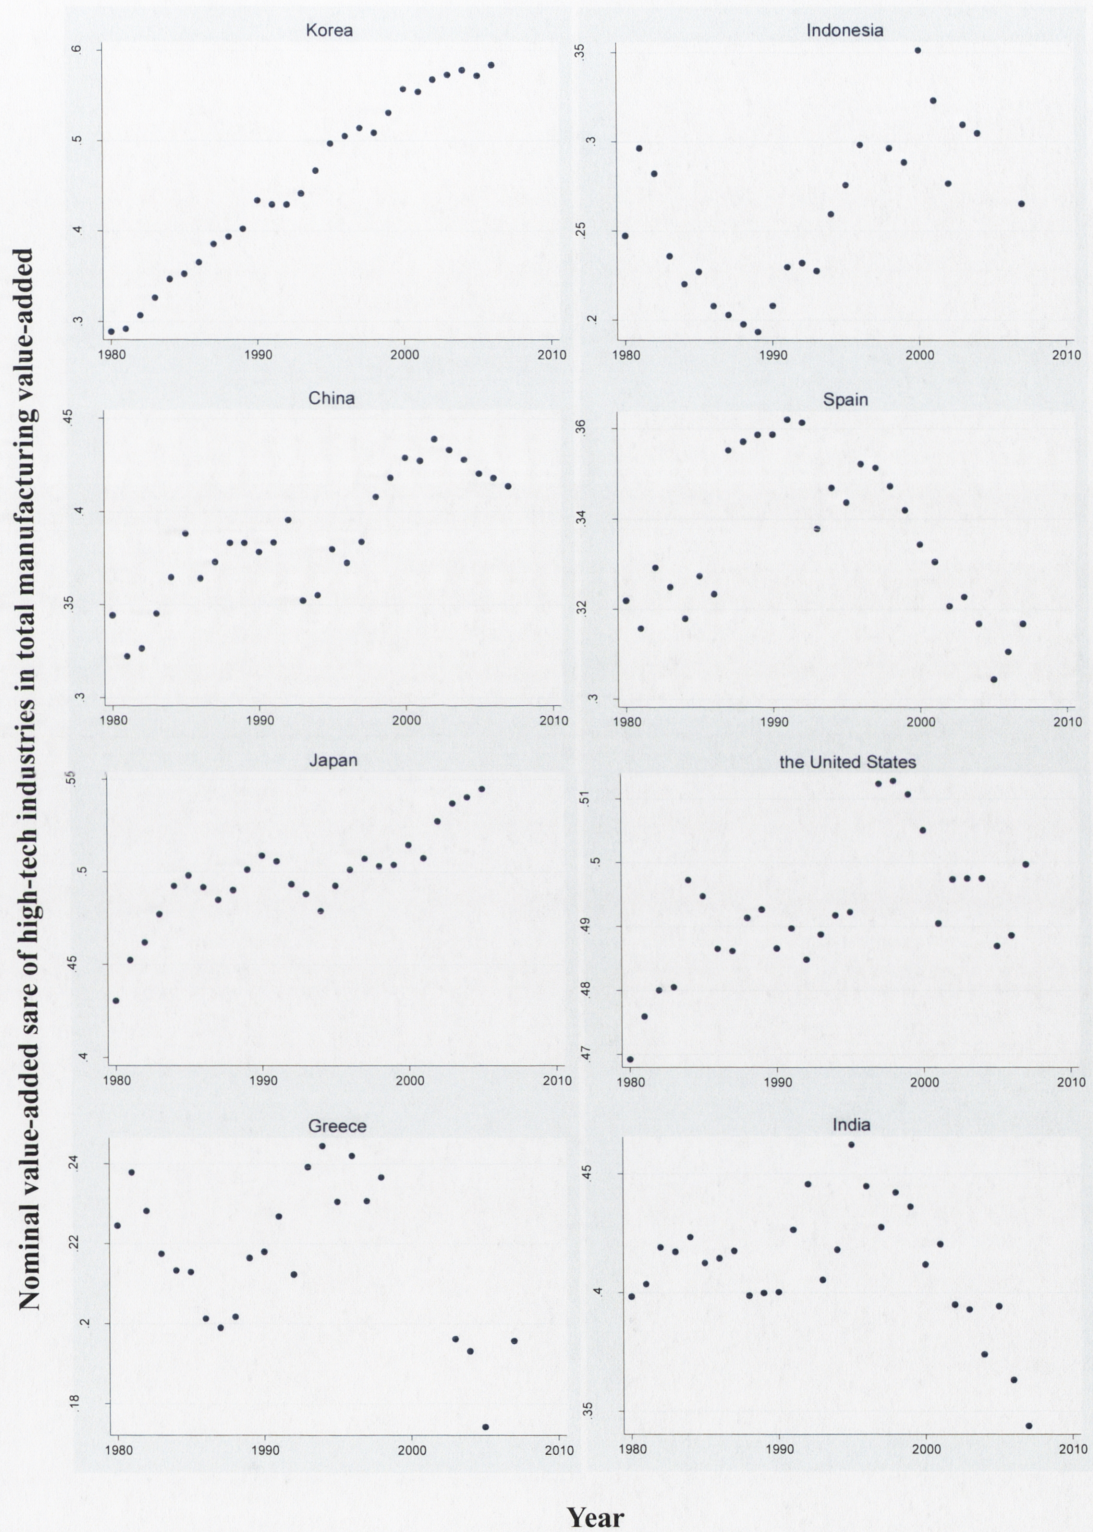 Nominal value-added sare of high-tech industries in total manufacturing value-added
Korea
.6
.5
.4
.3
1980 1990 2000 2010
Indonesia
.35
.3
.25
.2
1980 1990 2000 2010
China
.45
.4
.35
.3
1980 1990 2000 2010
Spain
.36
.34
.32
.3
1980 1990 2000 2010
Japan
.55
.5
.45
.4
1980 1990 2000 2010
the United States
.51
.5
.49
.48
.47
1980 1990 2000 2010
Greece
.24
.22
.2
.18
1980 1990 2000 2010
India
.45
.4
.35
1980 1990 2000 2010
Year